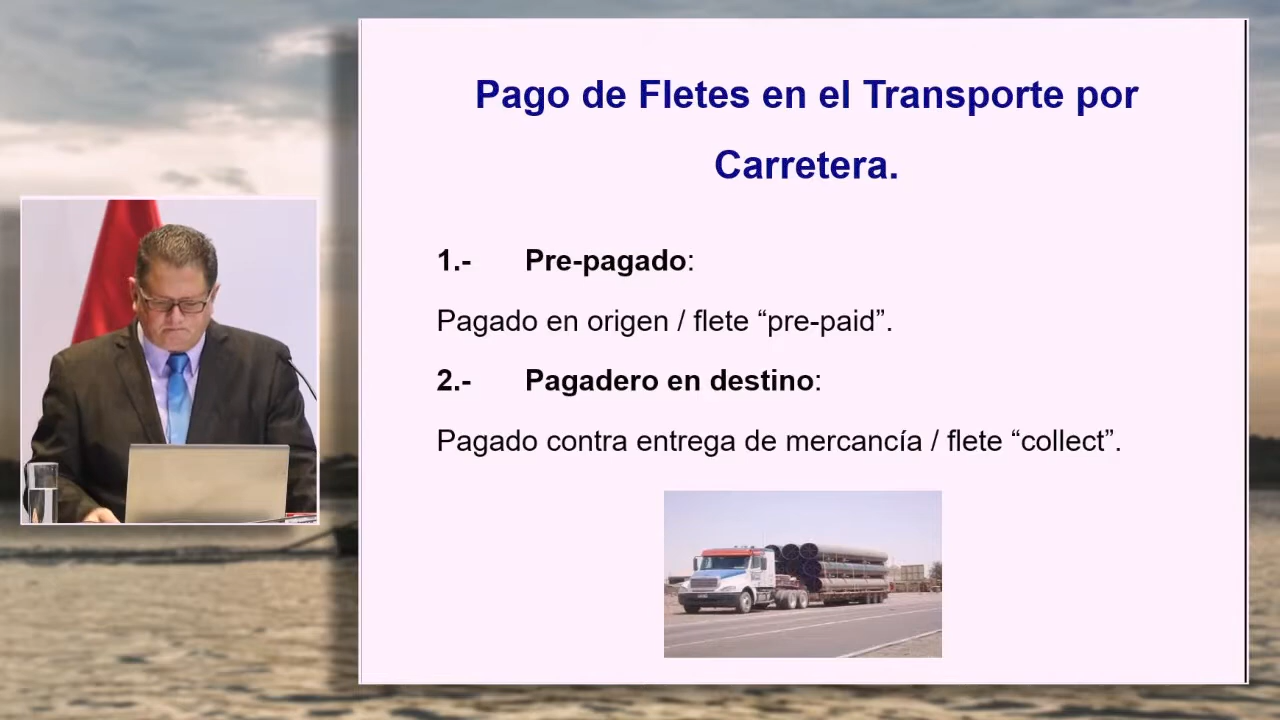 Pago de Fletes en el Transporte por
Carretera.
1.- Pre-pagado:
Pagado en origen / flete “pre-paid”.
2.- Pagadero en destino:
Pagado contra entrega de mercancía / flete “collect”.